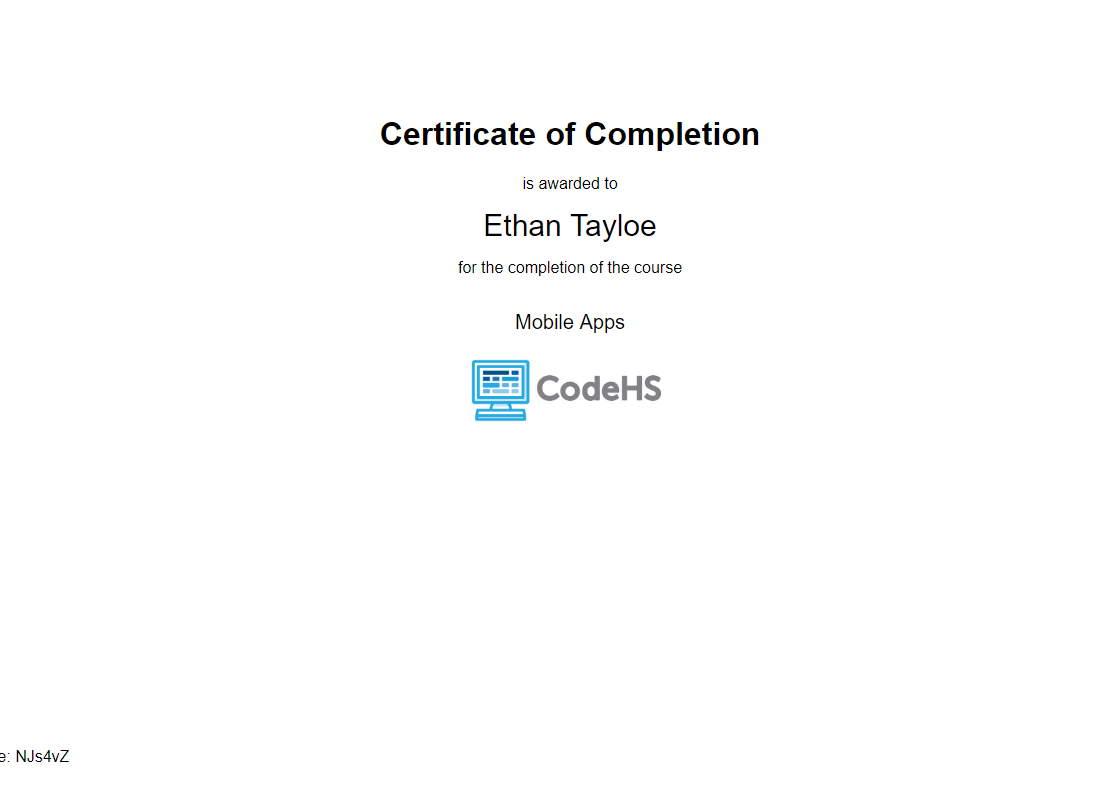 Certificate of Completion
is awarded to
Ethan Tayloe
for the completion of the course
Mobile Apps
CodeHS
e: NJs4vZ